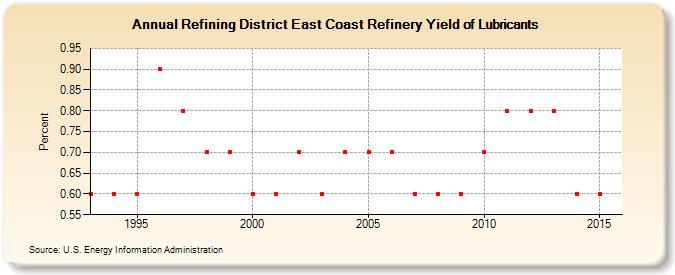 Annual Refining District East Coast Refinery Yield of Lubricants
Percent
0.95
0.90
0.85
0.80
0.75
0.70
0.65
0.60
0.55
1995 2000 2005 2010 2015
Source: U.S. Energy Information Administration